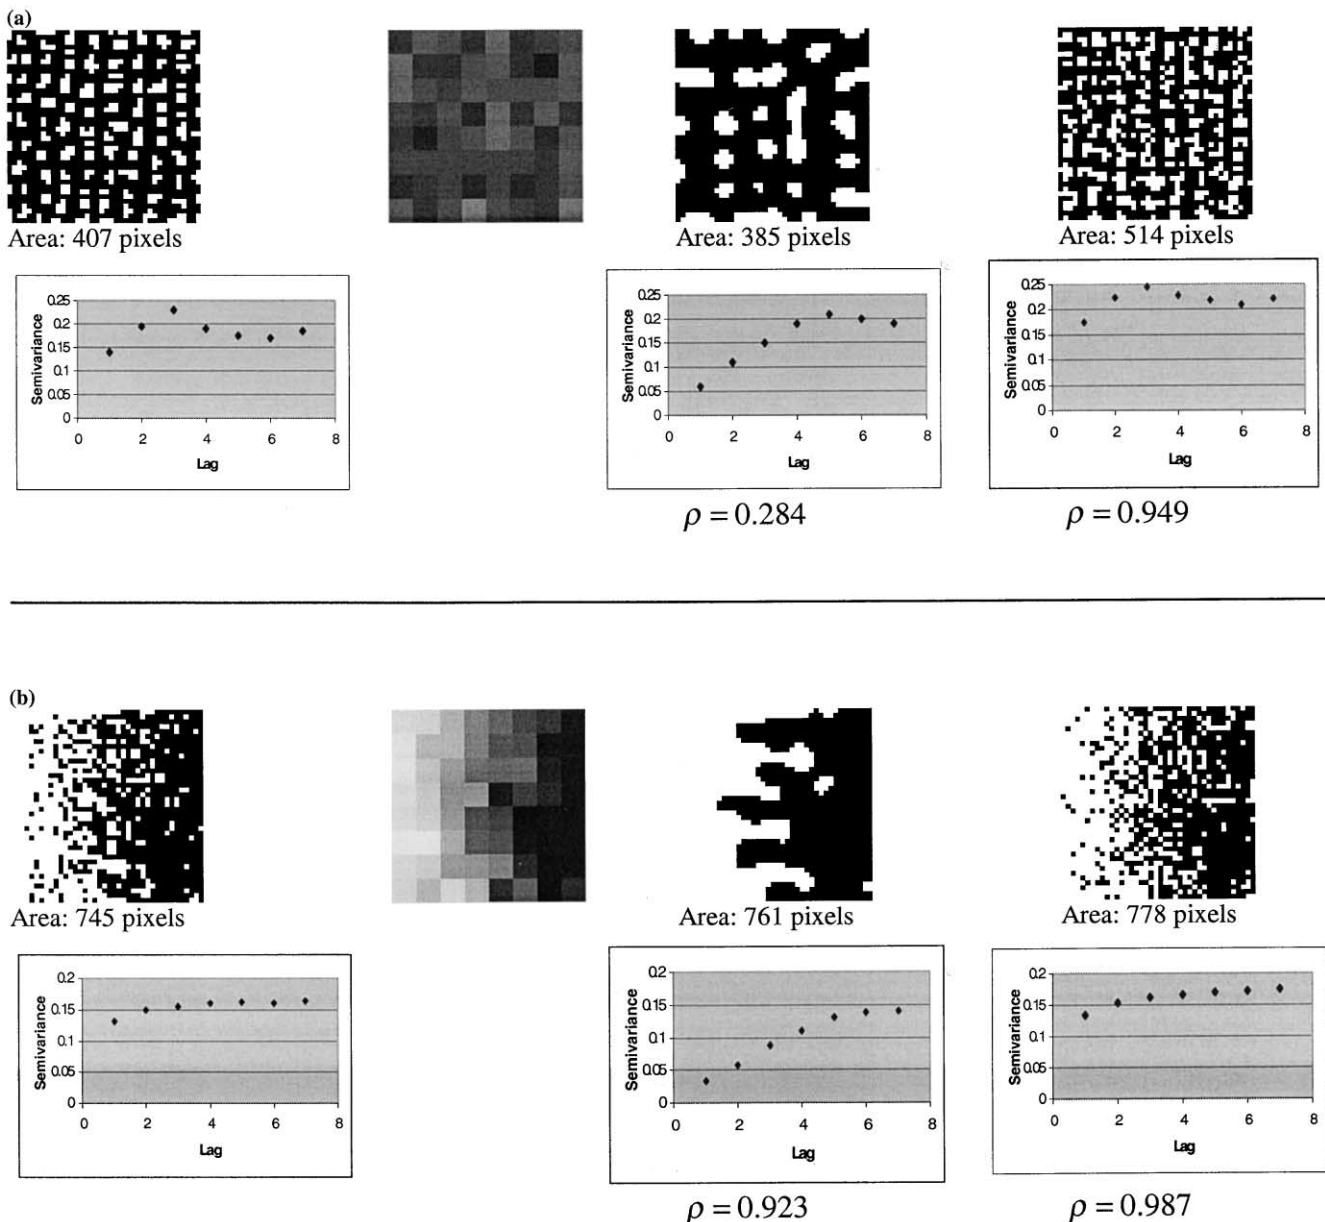 (a)
Area: 407 pixels
Area: 385 pixels
Area: 514 pixels
0.25
0.2
0.15
0.1
0.05
0
Semivariance
0 2 4 6 8
Lag
0.25
0.2
0.15
0.1
0.05
0
Semivariance
0 2 4 6 8
Lag
0.25
0.2
0.15
0.1
0.05
0
Semivariance
0 2 4 6 8
Lag
ρ = 0.284
ρ = 0.949
(b)
Area: 745 pixels
Area: 761 pixels
Area: 778 pixels
0.2
0.15
0.1
0.05
0
Semivariance
0 2 4 6 8
Lag
0.2
0.15
0.1
0.05
0
Semivariance
0 2 4 6 8
Lag
0.2
0.15
0.1
0.05
0
Semivariance
0 2 4 6 8
Lag
ρ = 0.923
ρ = 0.987